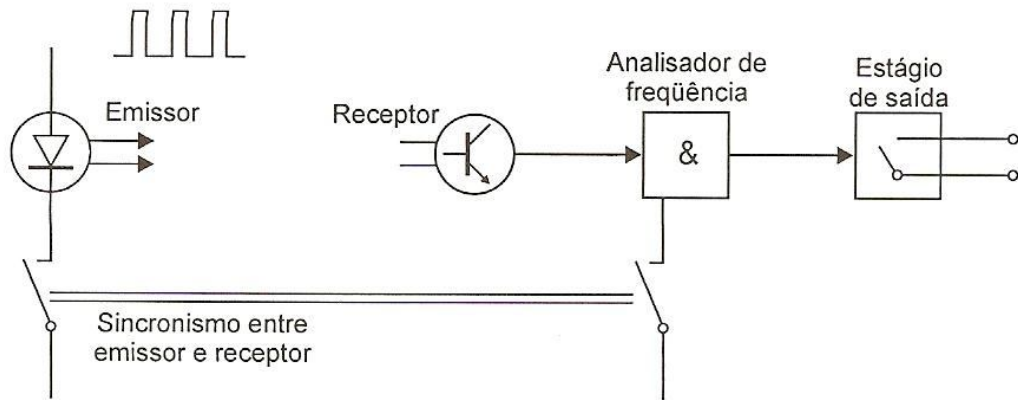 Emissor
Receptor
Analisador de
freqüência
&
Estágio
de saída
Sincronismo entre
emissor e receptor